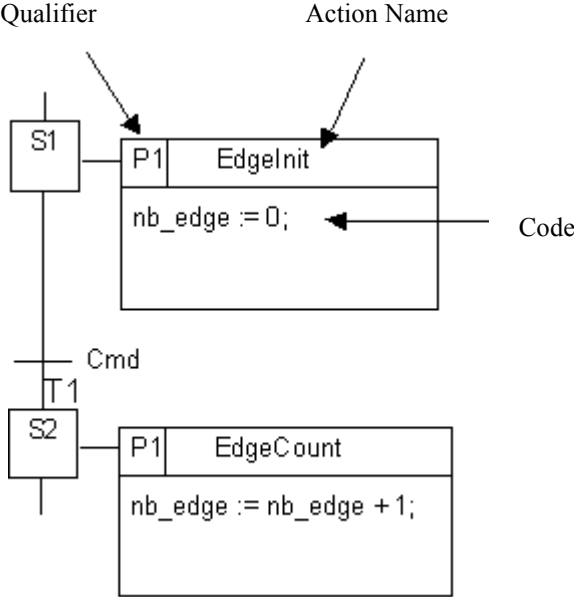 Qualifier
Action Name
S1
P1 EdgeInit
nb_edge := 0;
Code
Cmd
T1
S2
P1 EdgeCount
nb_edge := nb_edge + 1;